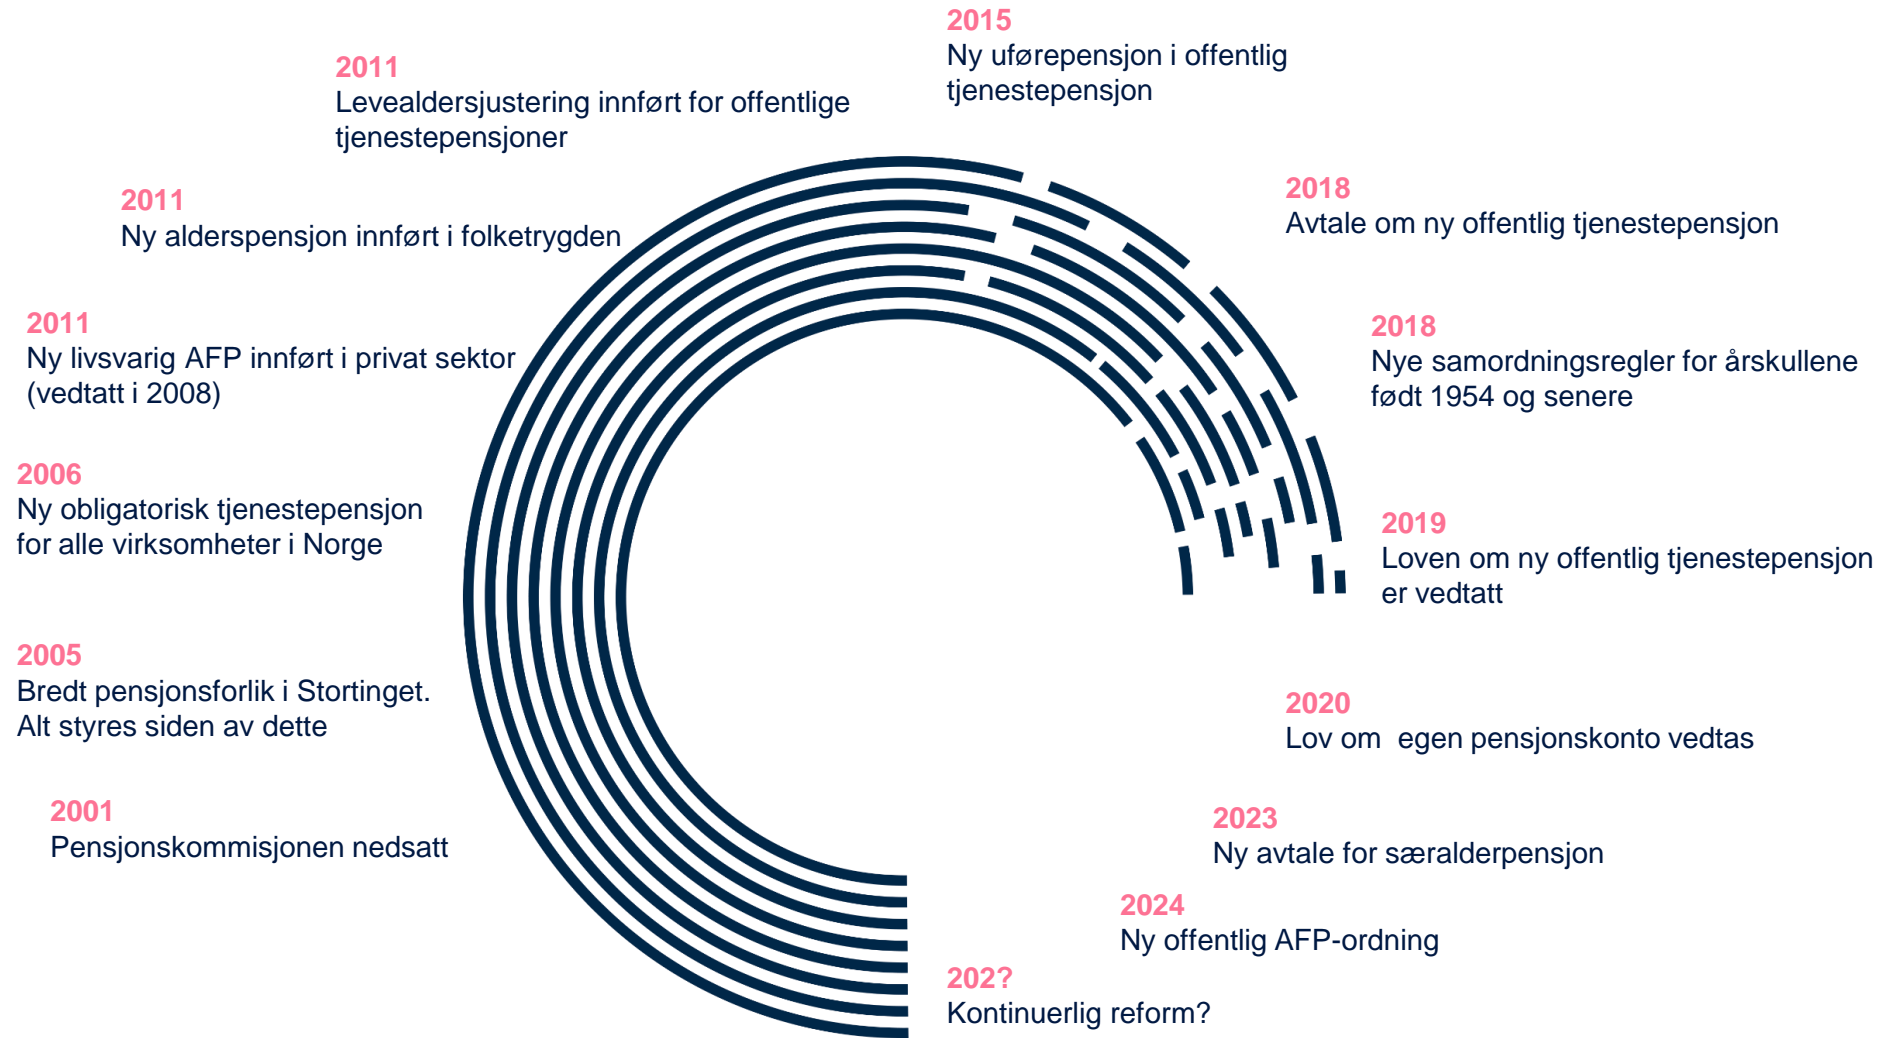 2001
Pensjonskommisjonen nedsatt
2005
Bredt pensjonsforlik i Stortinget.
Alt styres siden av dette
2006
Ny obligatorisk tjenestepensjon
for alle virksomheter i Norge
2011
Ny livsvarig AFP innført i privat sektor
(vedtatt i 2008)
2011
Ny alderspensjon innført i folketrygden
2011
Levealdersjustering innført for offentlige
tjenestepensjoner
2015
Ny uførepensjon i offentlig
tjenestepensjon
2018
Avtale om ny offentlig tjenestepensjon
2018
Nye samordningsregler for årskullene
født 1954 og senere
2019
Loven om ny offentlig tjenestepensjon
er vedtatt
2020
Lov om  egen pensjonskonto vedtas
2023
Ny avtale for særalderpensjon
2024
Ny offentlig AFP-ordning
202?
Kontinuerlig reform?